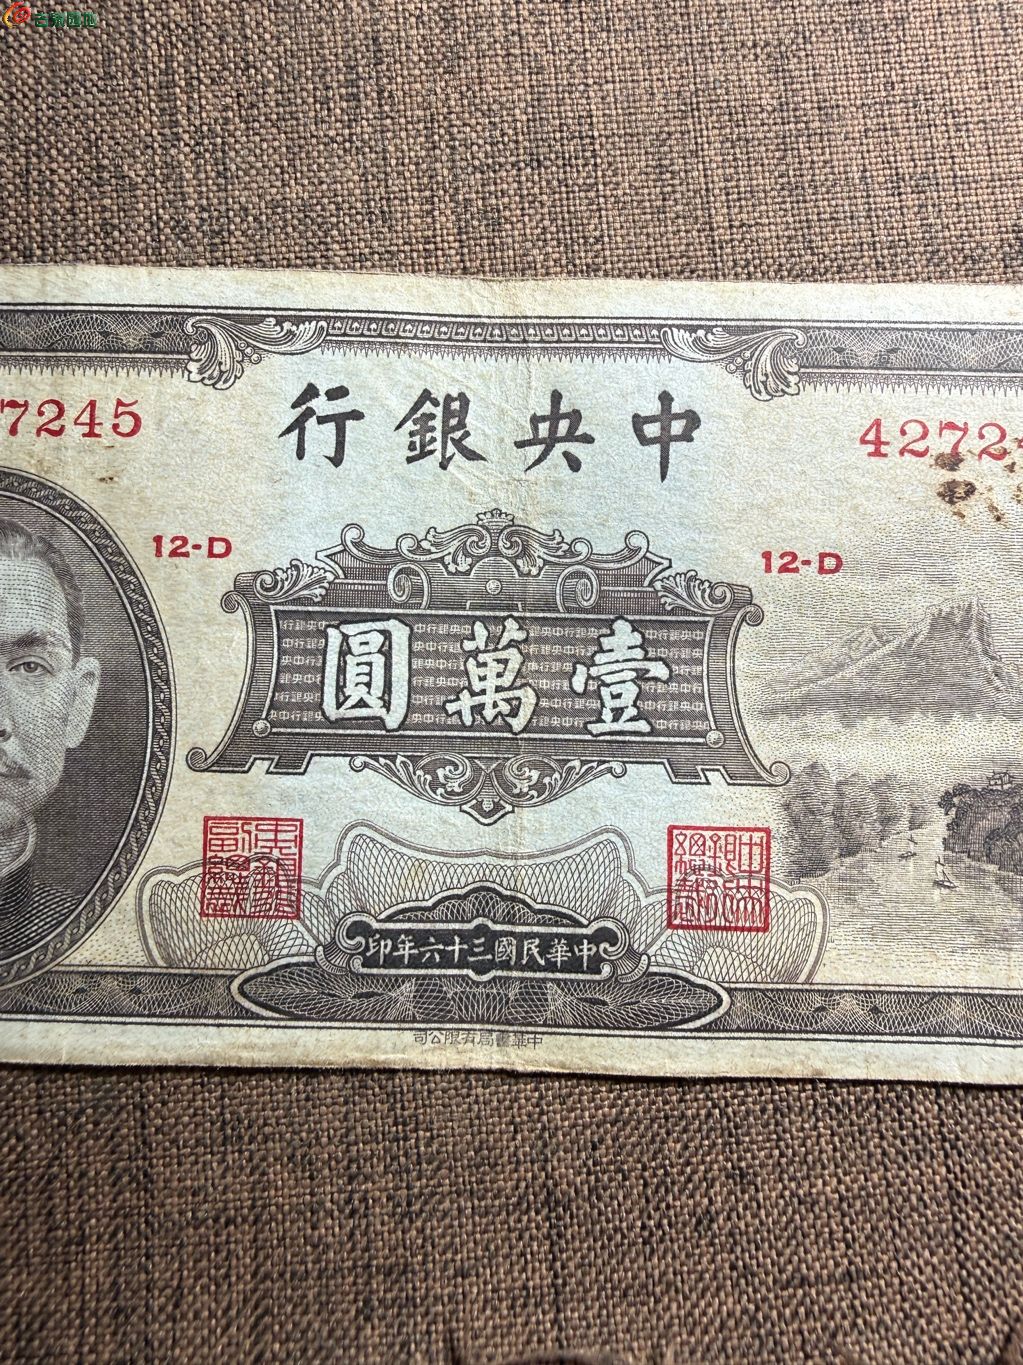 中央銀行
7245
4272
12-D
12-D
壹萬圓
中華民國三十六年印
中華書局有限公司